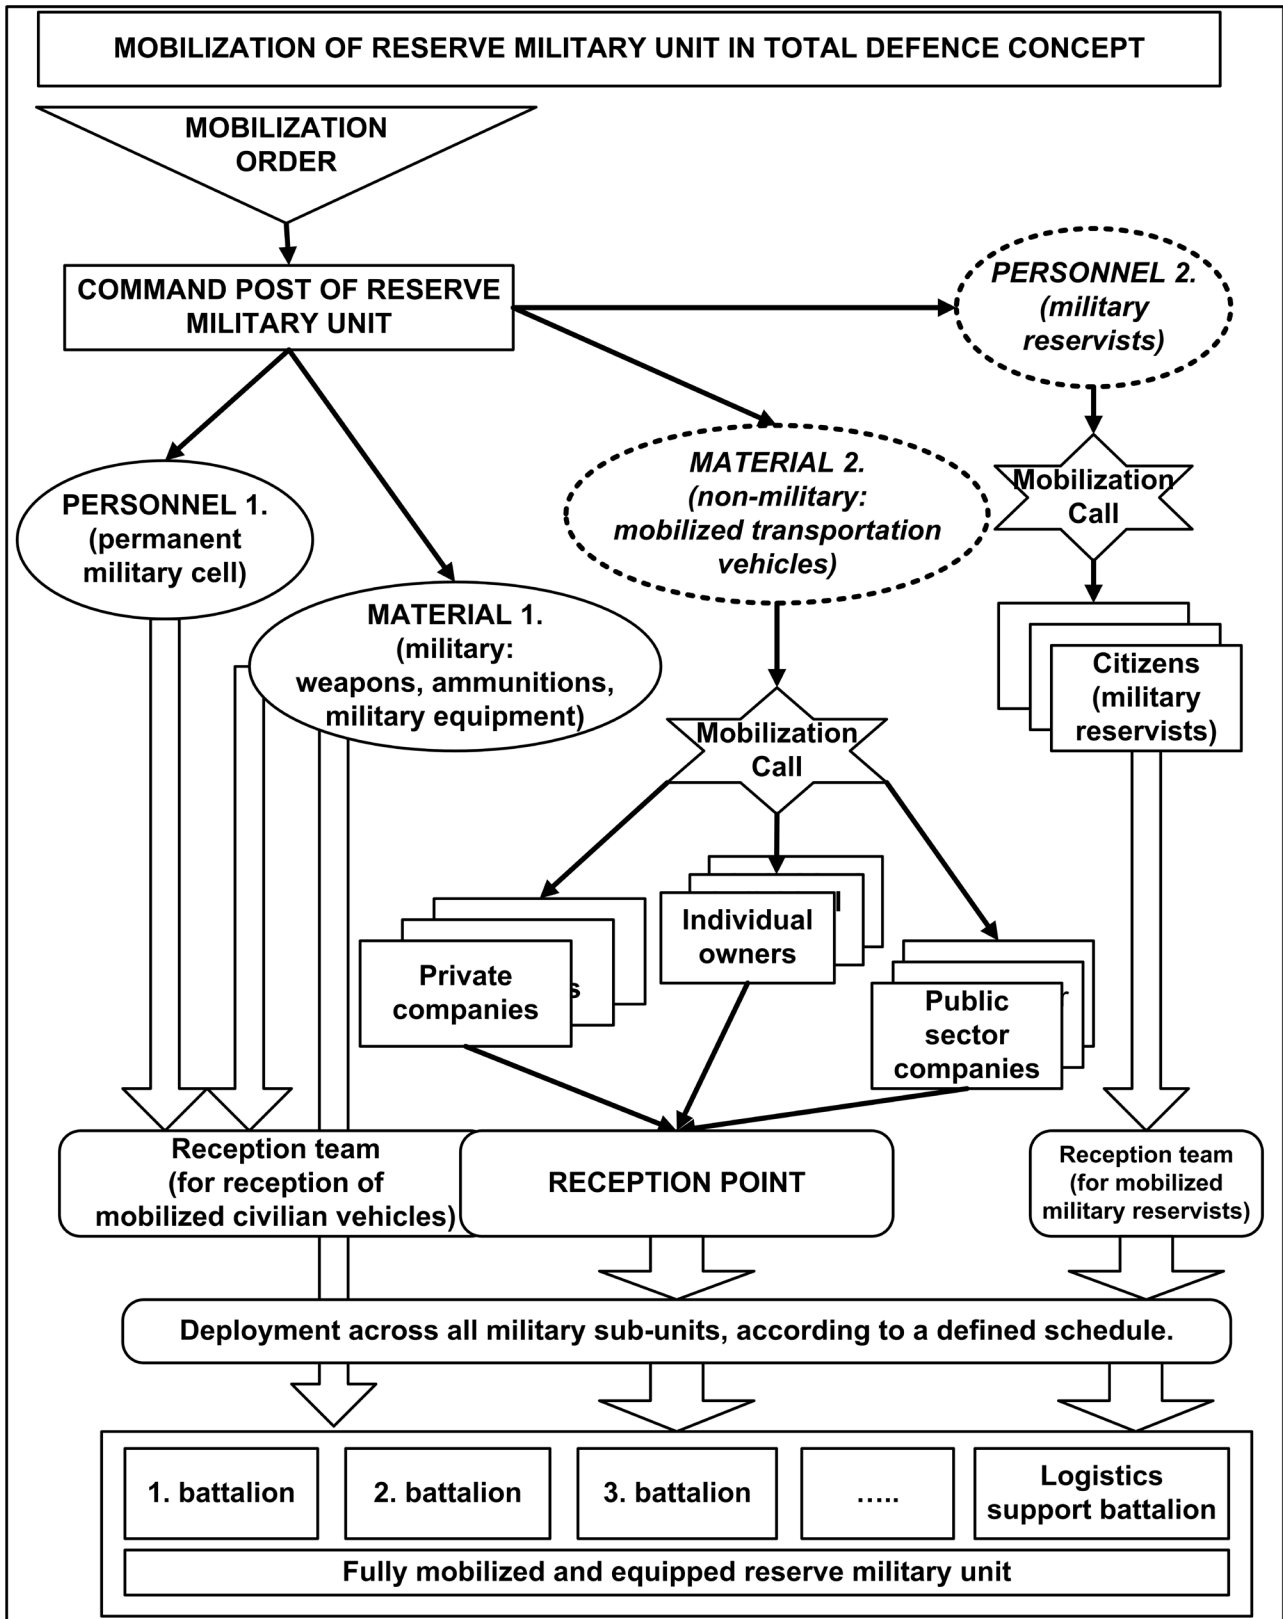 MOBILIZATION OF RESERVE MILITARY UNIT IN TOTAL DEFENCE CONCEPT
MOBILIZATION
ORDER
COMMAND POST OF RESERVE
MILITARY UNIT
PERSONNEL 2.
(military
reservists)
PERSONNEL 1.
(permanent
military cell)
MATERIAL 1.
(military:
weapons, ammunitions,
military equipment)
MATERIAL 2.
(non-military:
mobilized transportation
vehicles)
Mobilization
Call
Citizens
(military
reservists)
Mobilization
Call
Private
companies
Individual
owners
Public
sector
companies
Reception team
(for reception of
mobilized civilian vehicles)
RECEPTION POINT
Reception team
(for mobilized
military reservists)
Deployment across all military sub-units, according to a defined schedule.
1. battalion
2. battalion
3. battalion
…..
Logistics
support battalion
Fully mobilized and equipped reserve military unit